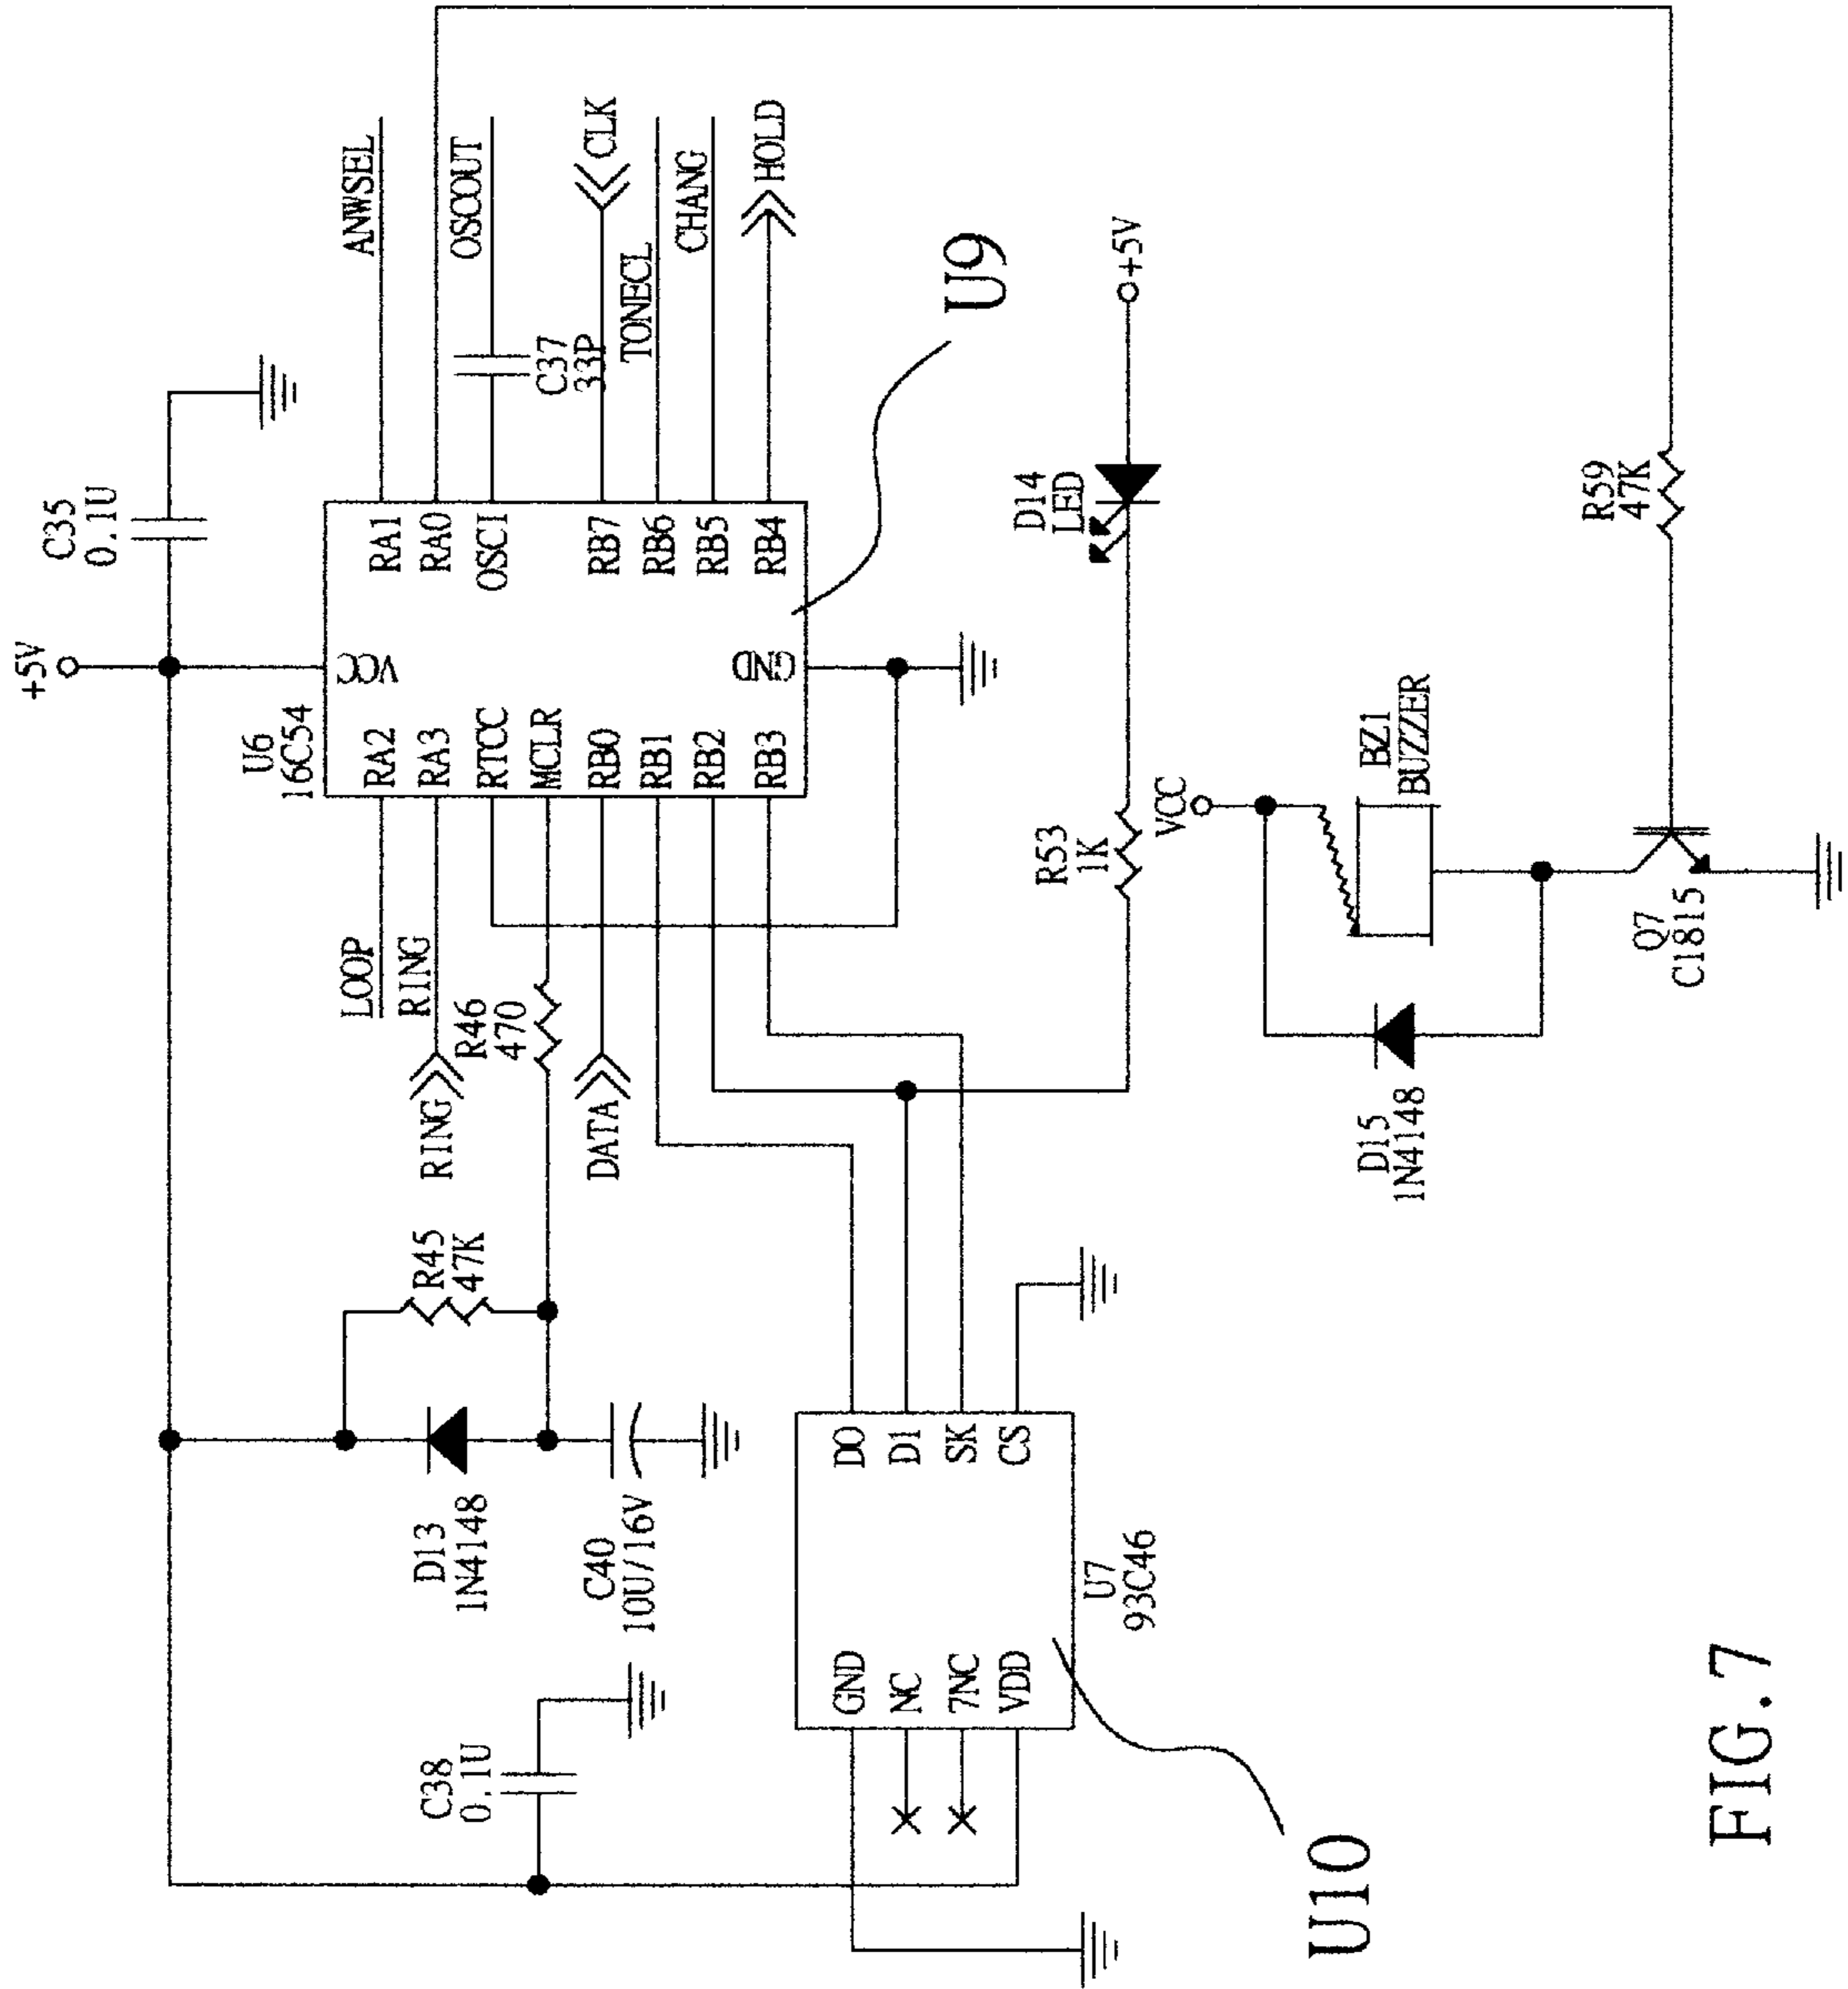 +5V
C35
0.1U
U6
16C54
VCC
GND
RA2
RA3
RTCC
MCLR
RB0
RB1
RB2
RB3
RA1
RA0
OSCI
RB7
RB6
RB5
RB4
ANWSEL
OSCOUT
C37
33P
CLK
TONECL
CHANG
HOLD
U9
LOOP
RING
RING
R46
470
DATA
R45
47K
D13
1N4148
C40
10U/16V
C38
0.1U
GND
NC
7NC
VDD
DO
D1
SK
CS
U7
93C46
U10
D14
LED
+5V
R53
1K
VCC
BZ1
BUZZER
D15
1N4148
Q7
C1815
R59
47K
FIG.7